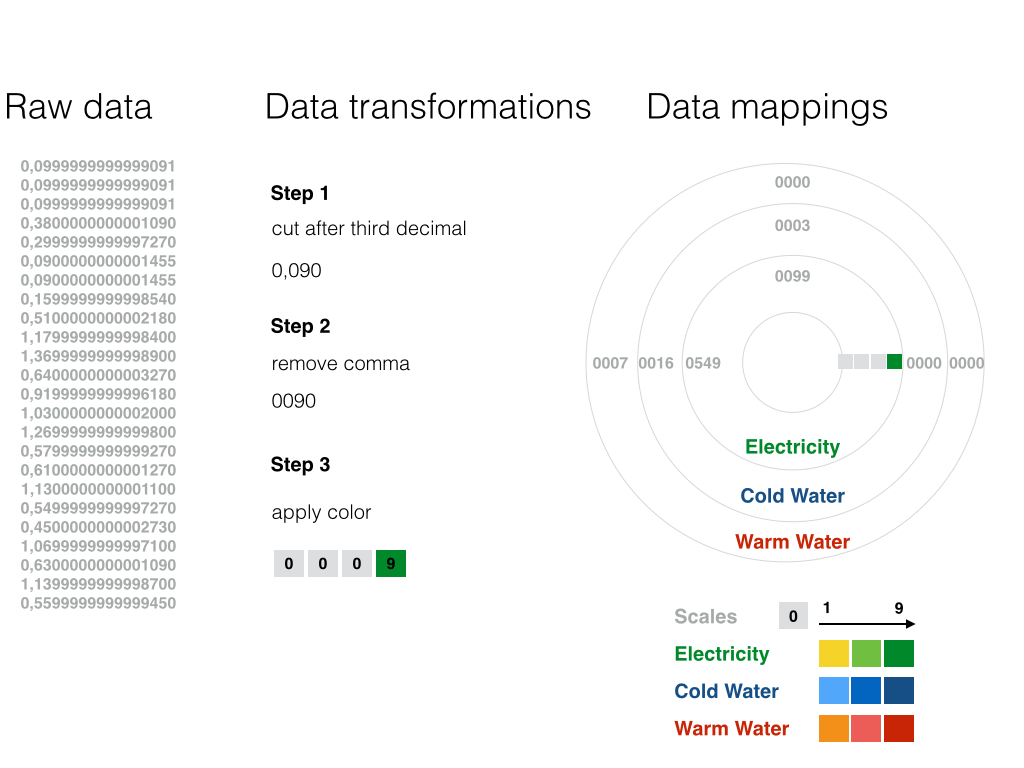 Raw data
0,0999999999999091
0,0999999999999091
0,0999999999999091
0,3800000000001090
0,2999999999997270
0,0900000000001455
0,0900000000001455
0,1599999999998540
0,5100000000002180
1,1799999999998400
1,3699999999998900
0,6400000000003270
0,9199999999996180
1,0300000000002000
1,2699999999999800
0,5799999999999270
0,6100000000001270
1,1300000000001100
0,5499999999997270
0,4500000000002730
1,0699999999997100
0,6300000000001090
1,1399999999998700
0,5599999999999450
Data transformations
Step 1
cut after third decimal
0,090
Step 2
remove comma
0090
Step 3
apply color
0 0 0 9
Data mappings
0000
0003
0099
0007 0016 0549 0000 0000
Electricity
Cold Water
Warm Water
Scales 0 1 9
Electricity
Cold Water
Warm Water